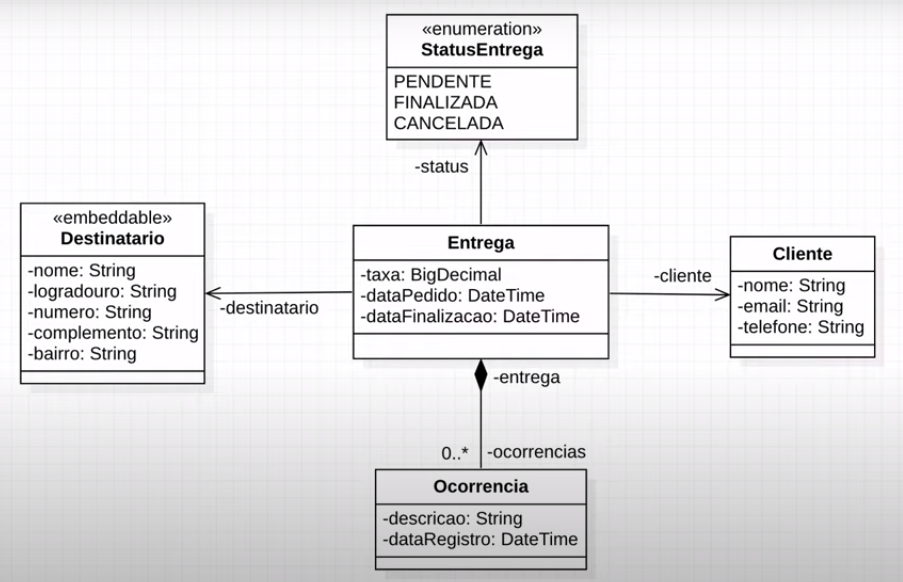 «enumeration»
StatusEntrega
PENDENTE
FINALIZADA
CANCELADA
-status
«embeddable»
Destinatario
-nome: String
-logradouro: String
-numero: String
-complemento: String
-bairro: String
-destinatario
Entrega
-taxa: BigDecimal
-dataPedido: DateTime
-dataFinalizacao: DateTime
-cliente
Cliente
-nome: String
-email: String
-telefone: String
-entrega
0..*
-ocorrencias
Ocorrencia
-descricao: String
-dataRegistro: DateTime